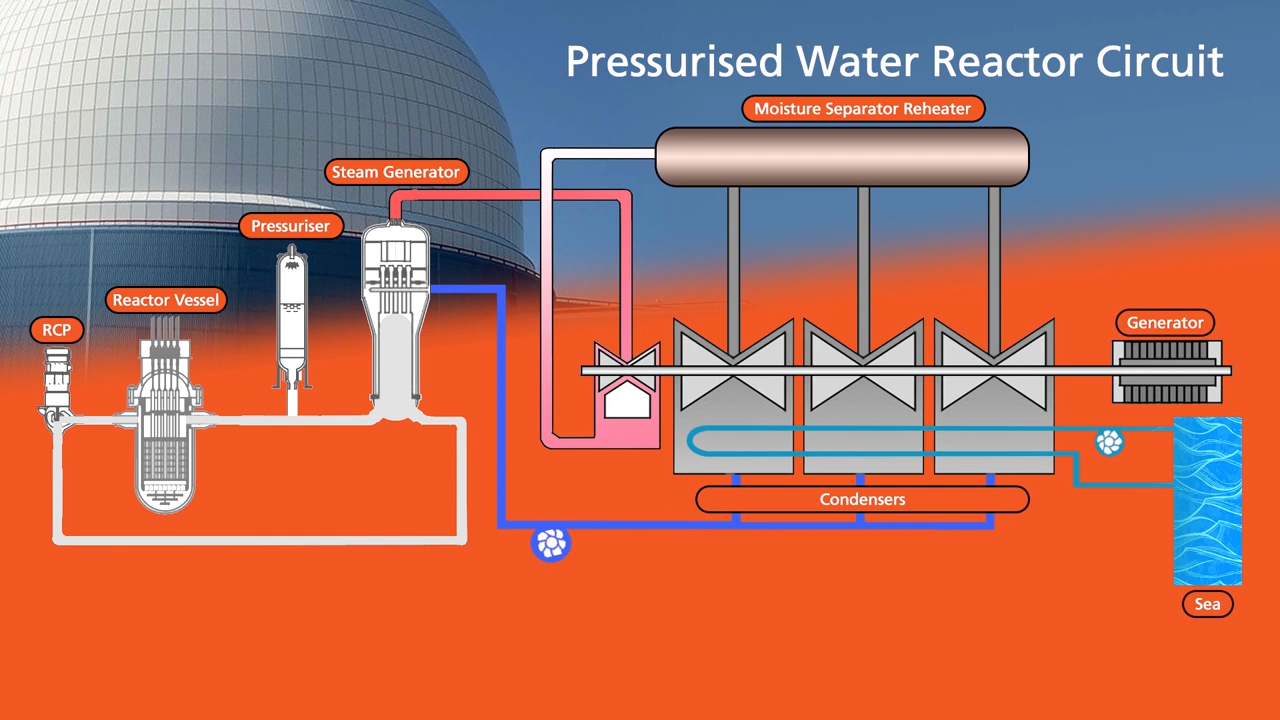 Pressurised Water Reactor Circuit
Moisture Separator Reheater
Steam Generator
Pressuriser
Reactor Vessel
RCP
Generator
Condensers
Sea